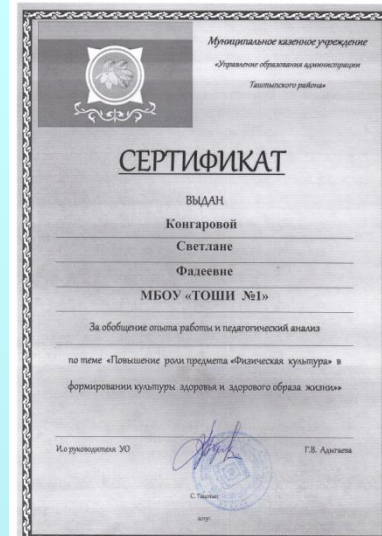 Муниципальное казенное учреждение
«Управление образования администрации
Таштыпского района»
СЕРТИФИКАТ
ВЫДАН
Конгаровой
Светлане
Фадеевне
МБОУ «ТОШИ №1»
За обобщение опыта работы и педагогический анализ
по теме «Повышение роли предмета «Физическая культура» в
формировании культуры здоровья и здорового образа жизни»»
И.о руководителя УО
Г.В. Адыгаева
С. Таштып